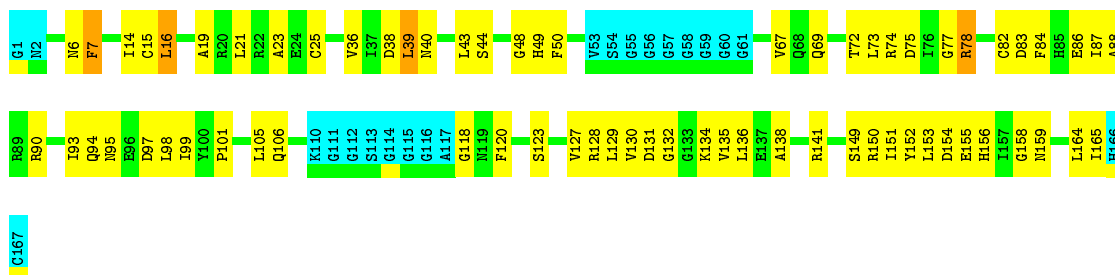 G1 N2 N6 F7 I14 C15 L16 A19 R20 L21 R22 A23 E24 C25 V36 I37 D38 L39 N40 L43 S44 G48 H49 F50 V53 S54 G55 G56 G57 G58 G59 G60 G61 V67 Q68 Q69 T72 L73 R74 D75 I76 G77 R78 C82 D83 F84 H85 E86 I87 A88
R89 R90 I93 Q94 N95 E96 D97 L98 I99 Y100 P101 L105 Q106 K110 G111 G112 S113 G114 G115 G116 A117 G118 N119 F120 S123 V127 R128 L129 V130 D131 G132 G133 K134 V135 L136 E137 A138 R141 S149 R150 I151 Y152 L153 D154 E155 H156 I157 G158 N159 L164 I165 H166
C167